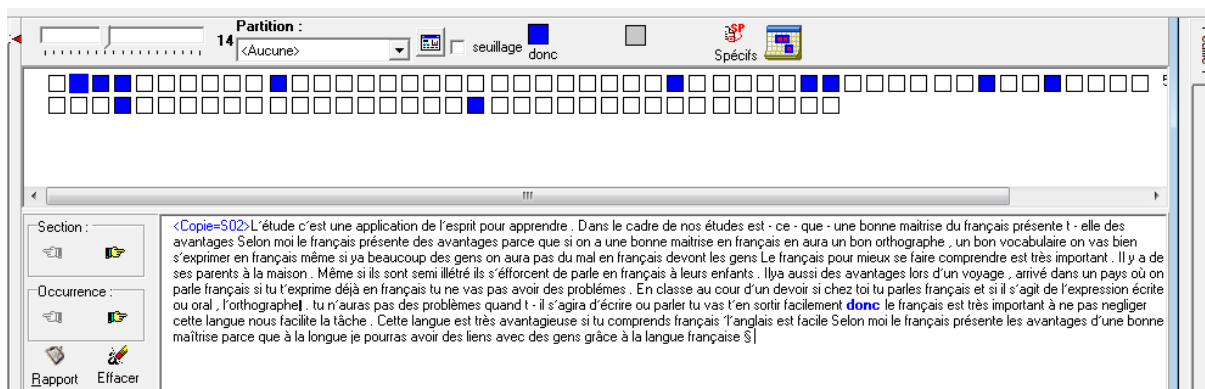 Partition :
14 <Aucune> seuillage donc Spécifs
Section :
Occurrence :
Rapport Effacer
<Copie=S02>L´étude c´est une application de l´esprit pour apprendre . Dans le cadre de nos études est - ce - que - une bonne maitrise du français présente t - elle des
avantages Selon moi le français présente des avantages parce que si on a une bonne maitrise en français en aura un bon orthographe , un bon vocabulaire on vas bien
s´exprimer en français même si ya beaucoup des gens on aura pas du mal en français devont les gens Le français pour mieux se faire comprendre est très important . Il y a de
ses parents à la maison . Même si ils sont semi illétré ils s´éfforcent de parle en français à leurs enfants . Ilya aussi des avantages lors d´un voyage , arrivé dans un pays où on
parle français si tu t´exprime déjà en français tu ne vas pas avoir des problémes . En classe au cour d´un devoir si chez toi tu parles français et si il s´agit de l´expression écrite
ou oral , l´orthographe . tu n´auras pas des problèmes quand t - il s´agira d´écrire ou parler tu vas t´en sortir facilement donc le français est très important à ne pas negliger
cette langue nous facilite la tâche . Cette langue est très avantagieuse si tu comprends français ´l´anglais est facile Selon moi le français présente les avantages d´une bonne
maîtrise parce que à la longue je pourras avoir des liens avec des gens grâce à la langue française §